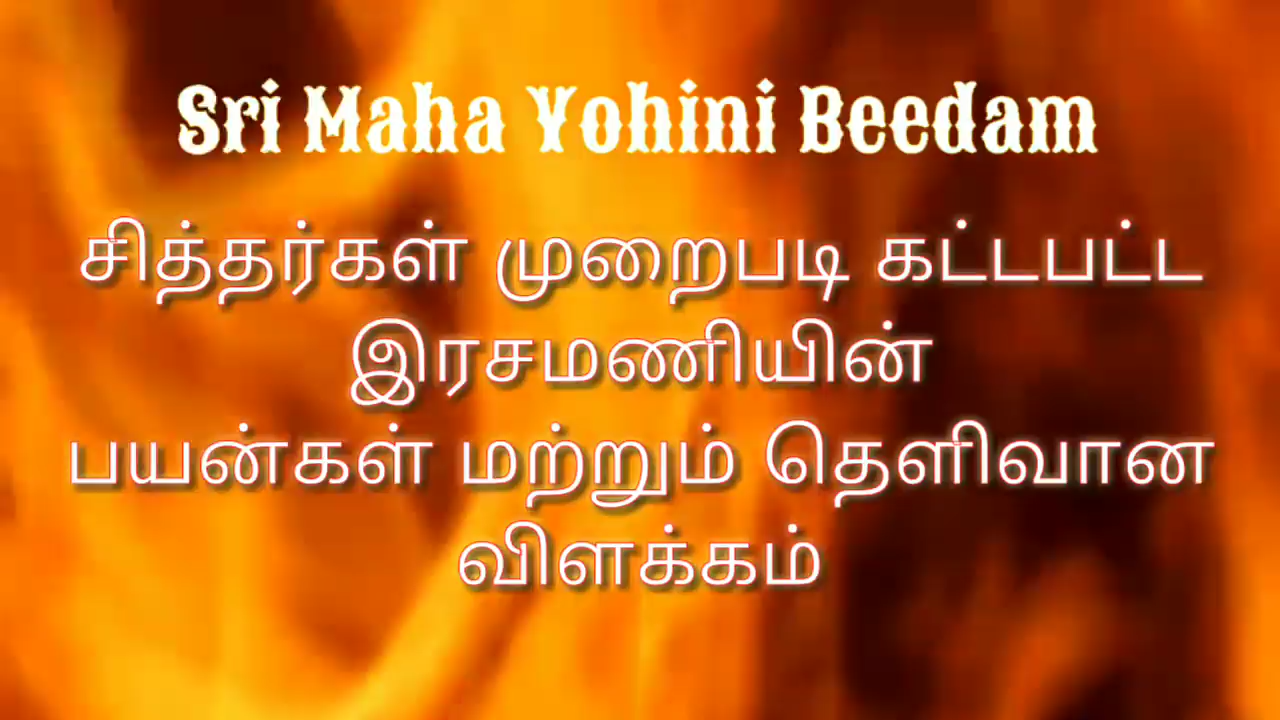 Sri Maha Yohini Beedam
சித்தர்கள் முறைபடி கட்டபட்ட
இரசமணியின்
பயன்கள் மற்றும் தெளிவான
விளக்கம்